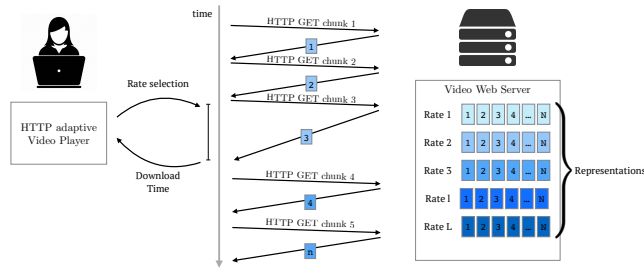 time
HTTP GET chunk 1
1
HTTP GET chunk 2
2
HTTP GET chunk 3
3
HTTP GET chunk 4
4
HTTP GET chunk 5
n
Rate selection
HTTP adaptive
Video Player
Download
Time
Video Web Server
Rate 1 1 2 3 4 ... N
Rate 2 1 2 3 4 ... N
Rate 3 1 2 3 4 ... N
Rate l 1 2 3 4 ... N
Rate L 1 2 3 4 ... N
Representations